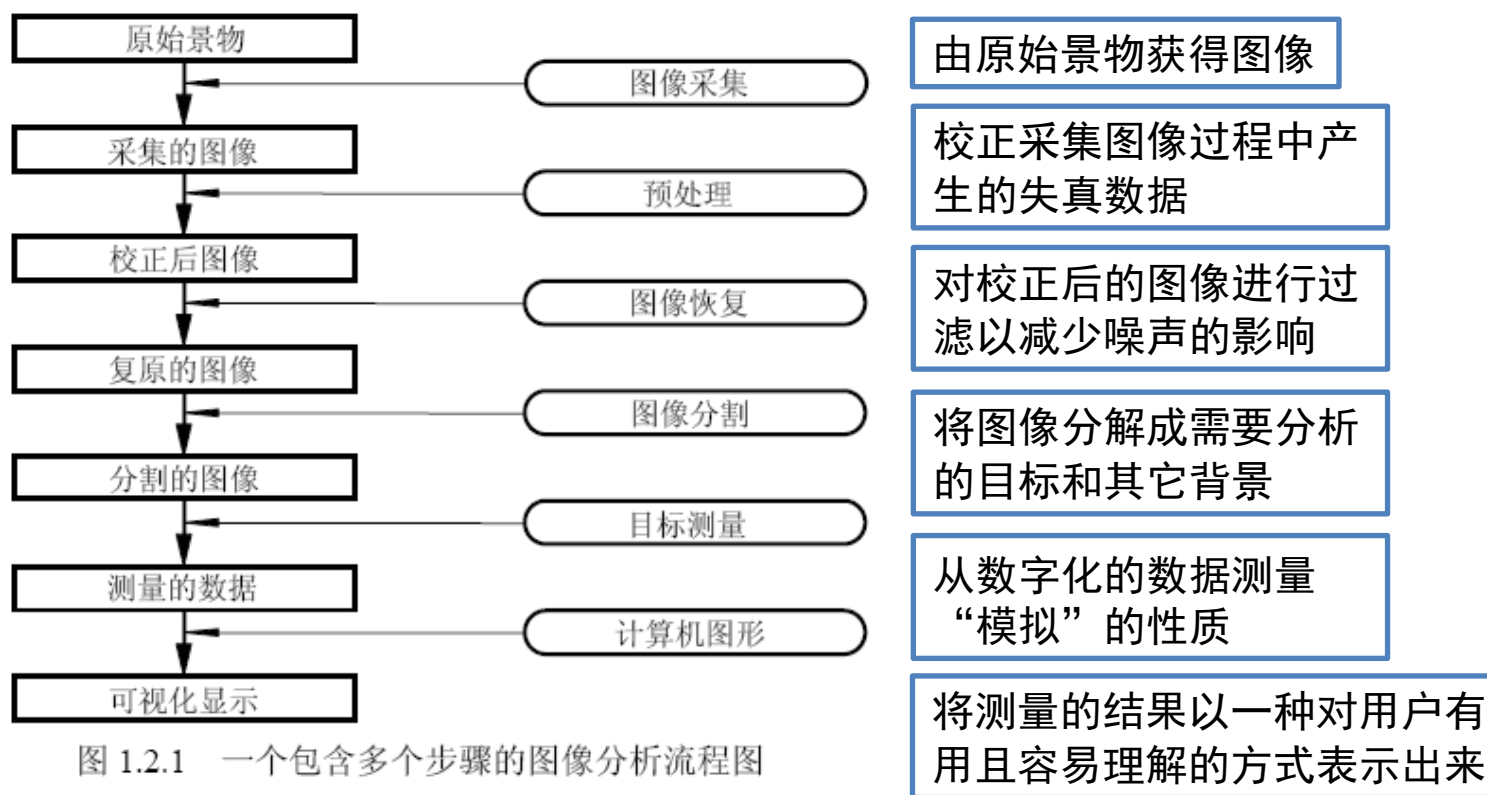 原始景物
图像采集
由原始景物获得图像
采集的图像
预处理
校正采集图像过程中产
生的失真数据
校正后图像
图像恢复
对校正后的图像进行过
滤以减少噪声的影响
复原的图像
图像分割
将图像分解成需要分析
的目标和其它背景
分割的图像
目标测量
从数字化的数据测量
“模拟”的性质
测量的数据
计算机图形
可视化显示
将测量的结果以一种对用户有
用且容易理解的方式表示出来
图 1.2.1 一个包含多个步骤的图像分析流程图